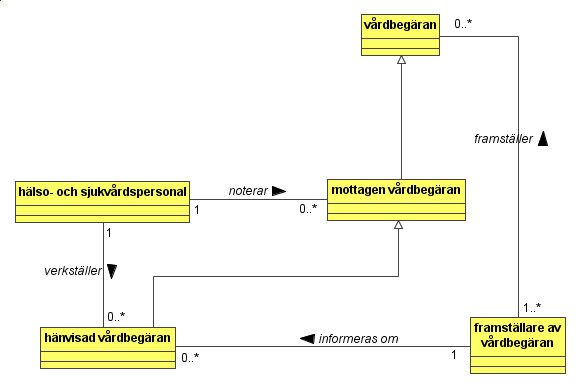 vårdbegäran
0..*
framställer
hälso- och sjukvårdspersonal
noterar
mottagen vårdbegäran
1
0..*
1
verkställer
0..*
1..*
hänvisad vårdbegäran
informeras om
framställare av
vårdbegäran
0..*
1